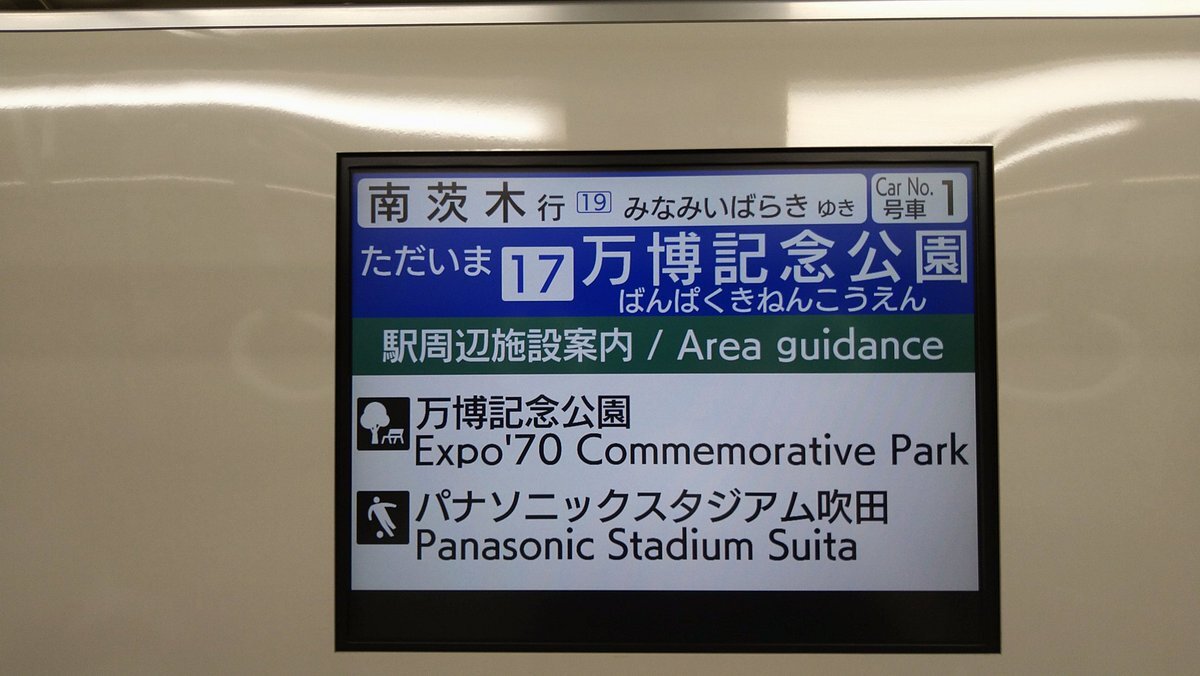 南茨木行 19 みなみいばらき ゆき
Car No. 1
号車
ただいま 17 万博記念公園
ばんぱくきねんこうえん
駅周辺施設案内 / Area guidance
万博記念公園
Expo'70 Commemorative Park
パナソニックスタジアム吹田
Panasonic Stadium Suita